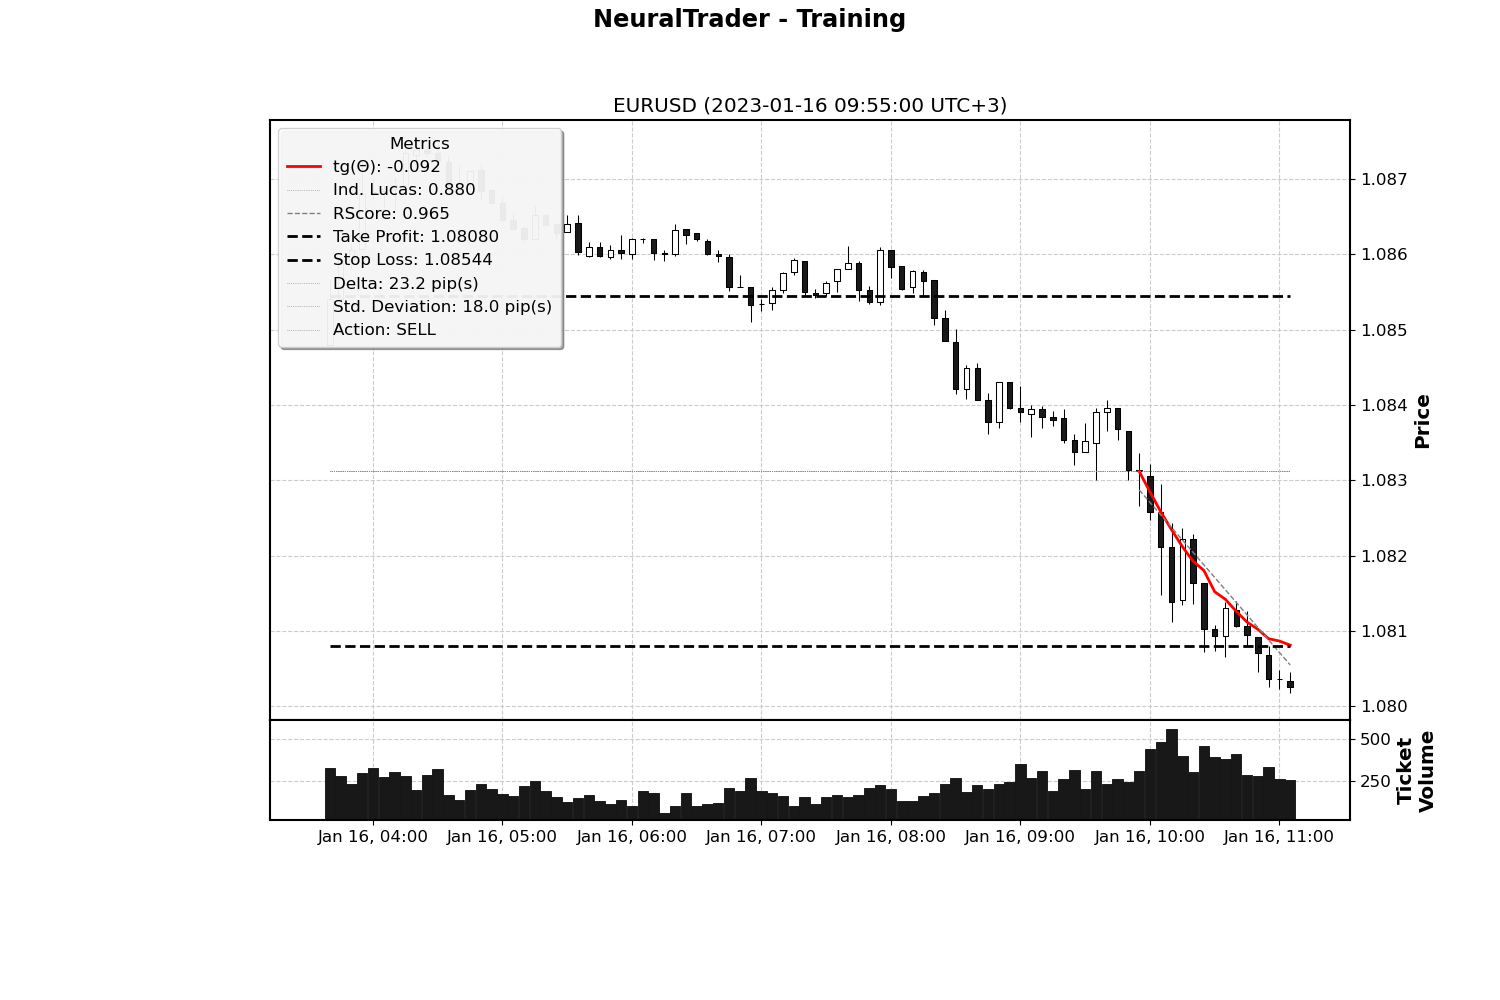 NeuralTrader - Training
EURUSD (2023-01-16 09:55:00 UTC+3)
Metrics
tg(Θ): -0.092
Ind. Lucas: 0.880
RScore: 0.965
Take Profit: 1.08080
Stop Loss: 1.08544
Delta: 23.2 pip(s)
Std. Deviation: 18.0 pip(s)
Action: SELL
1.087
1.086
1.085
1.084
1.083
1.082
1.081
1.080
Price
500
250
Ticket
Volume
Jan 16, 04:00
Jan 16, 05:00
Jan 16, 06:00
Jan 16, 07:00
Jan 16, 08:00
Jan 16, 09:00
Jan 16, 10:00
Jan 16, 11:00